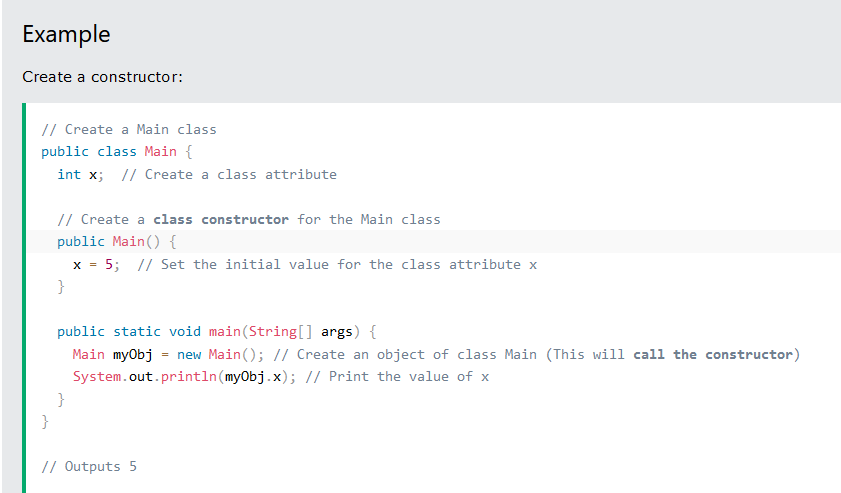 Example
Create a constructor:
// Create a Main class
public class Main {
  int x;  // Create a class attribute
  // Create a class constructor for the Main class
  public Main() {
    x = 5;  // Set the initial value for the class attribute x
  }
  public static void main(String[] args) {
    Main myObj = new Main(); // Create an object of class Main (This will call the constructor)
    System.out.println(myObj.x); // Print the value of x
  }
}
// Outputs 5